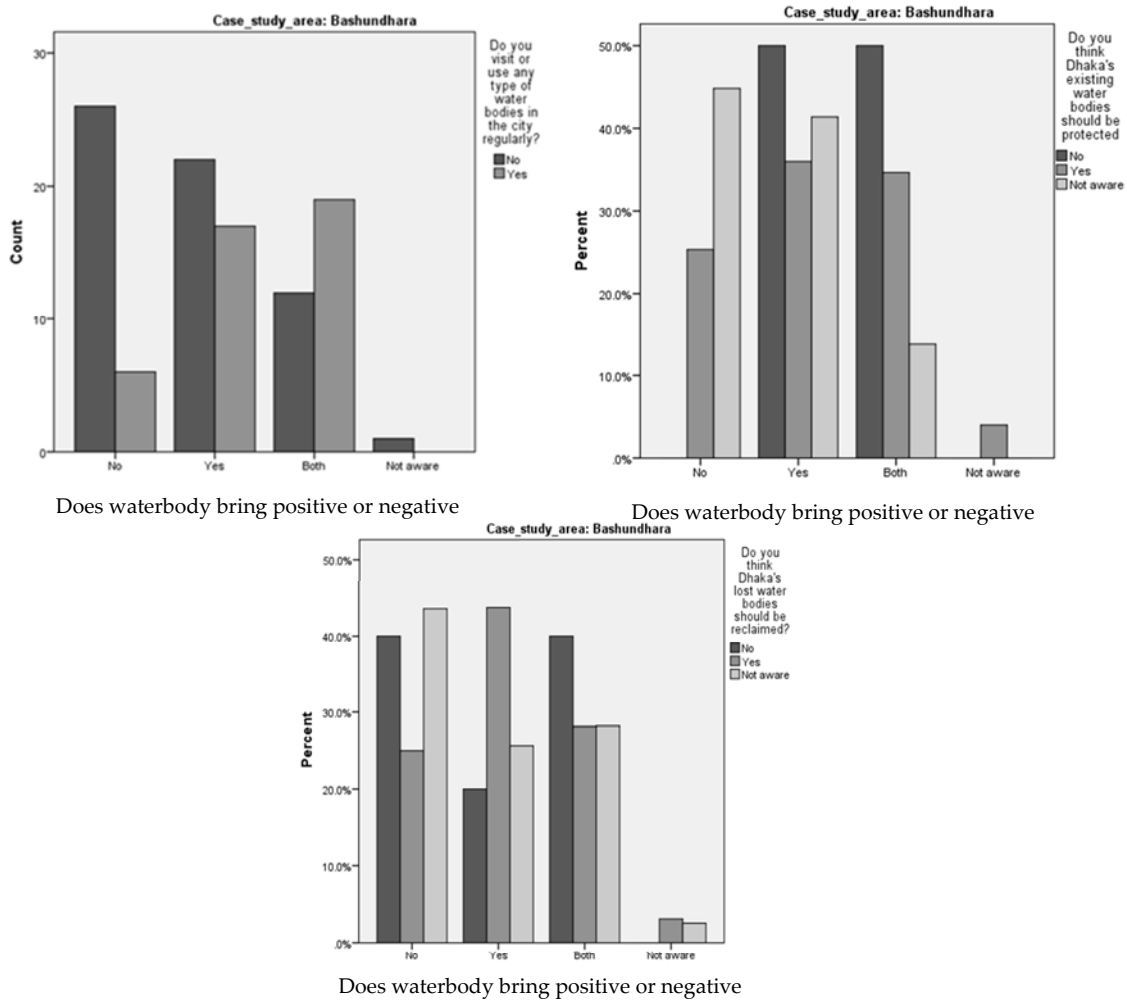 Case_study_area: Bashundhara
Do you
visit or
use any
type of
water
bodies in
the city
regularly?
No
Yes
Count
30
20
10
0
No Yes Both Not aware
Does waterbody bring positive or negative
Case_study_area: Bashundhara
Do you
think
Dhaka's
existing
water
bodies
should be
protected
No
Yes
Not aware
Percent
50.0%
40.0%
30.0%
20.0%
10.0%
.0%
No Yes Both Not aware
Does waterbody bring positive or negative
Case_study_area: Bashundhara
Do you
think
Dhaka's
lost water
bodies
should be
reclaimed?
No
Yes
Not aware
Percent
50.0%
40.0%
30.0%
20.0%
10.0%
.0%
No Yes Both Not aware
Does waterbody bring positive or negative